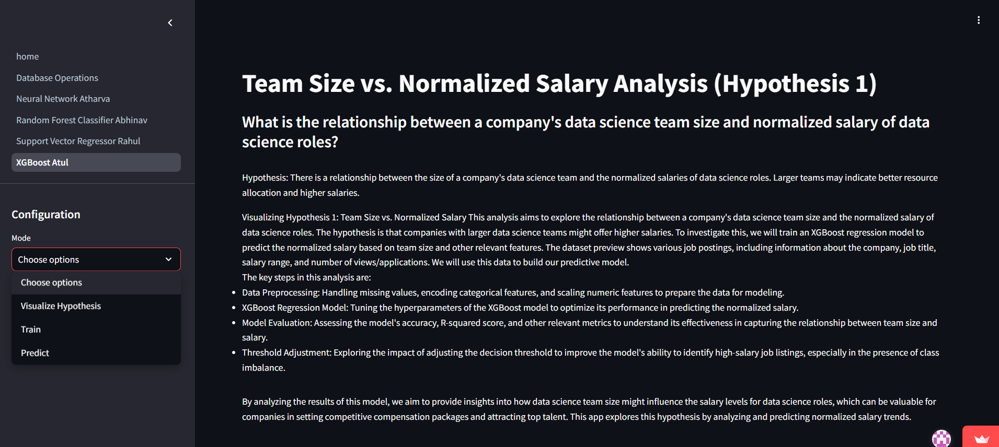 home
Database Operations
Neural Network Atharva
Random Forest Classifier Abhinav
Support Vector Regressor Rahul
XGBoost Atul
Configuration
Mode
Choose options
Choose options
Visualize Hypothesis
Train
Predict
Team Size vs. Normalized Salary Analysis (Hypothesis 1)
What is the relationship between a company's data science team size and normalized salary of data
science roles?
Hypothesis: There is a relationship between the size of a company's data science team and the normalized salaries of data science roles. Larger teams may indicate better resource
allocation and higher salaries.
Visualizing Hypothesis 1: Team Size vs. Normalized Salary This analysis aims to explore the relationship between a company's data science team size and the normalized salary of
data science roles. The hypothesis is that companies with larger data science teams might offer higher salaries. To investigate this, we will train an XGBoost regression model to
predict the normalized salary based on team size and other relevant features. The dataset preview shows various job postings, including information about the company, job title,
salary range, and number of views/applications. We will use this data to build our predictive model.
The key steps in this analysis are:
• Data Preprocessing: Handling missing values, encoding categorical features, and scaling numeric features to prepare the data for modeling.
• XGBoost Regression Model: Tuning the hyperparameters of the XGBoost model to optimize its performance in predicting the normalized salary.
• Model Evaluation: Assessing the model's accuracy, R-squared score, and other relevant metrics to understand its effectiveness in capturing the relationship between team size and
salary.
• Threshold Adjustment: Exploring the impact of adjusting the decision threshold to improve the model's ability to identify high-salary job listings, especially in the presence of class
imbalance.
By analyzing the results of this model, we aim to provide insights into how data science team size might influence the salary levels for data science roles, which can be valuable for
companies in setting competitive compensation packages and attracting top talent. This app explores this hypothesis by analyzing and predicting normalized salary trends.